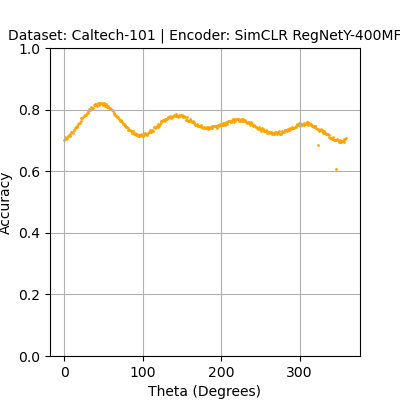 Dataset: Caltech-101 | Encoder: SimCLR RegNetY-400MF
1.0
0.8
0.6
0.4
0.2
0.0
Accuracy
0 100 200 300
Theta (Degrees)